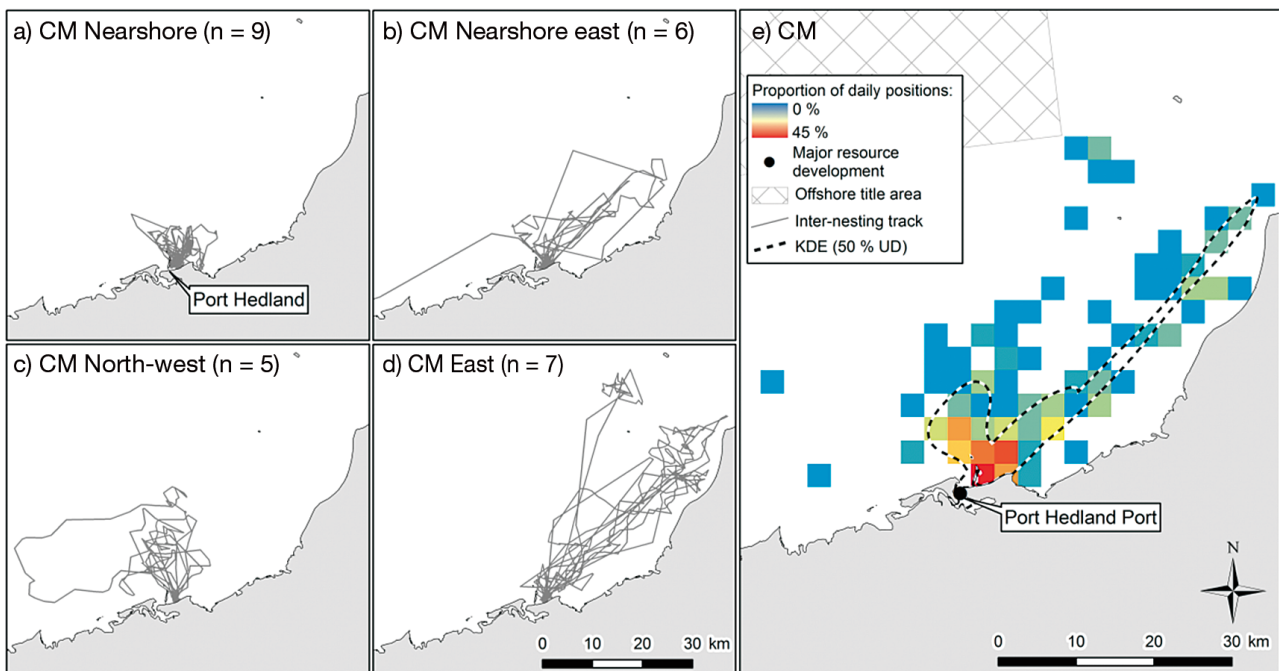 a) CM Nearshore (n = 9)
Port Hedland
b) CM Nearshore east (n = 6)
c) CM North-west (n = 5)
d) CM East (n = 7)
0 10 20 30 km
e) CM
Proportion of daily positions:
0 %
45 %
Major resource
development
Offshore title area
Inter-nesting track
KDE (50 % UD)
Port Hedland Port
N
0 10 20 30 km